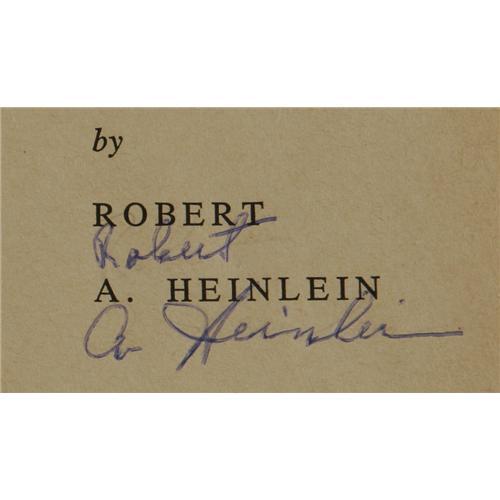 by
ROBERT
Robert
A. HEINLEIN
A. Heinlein